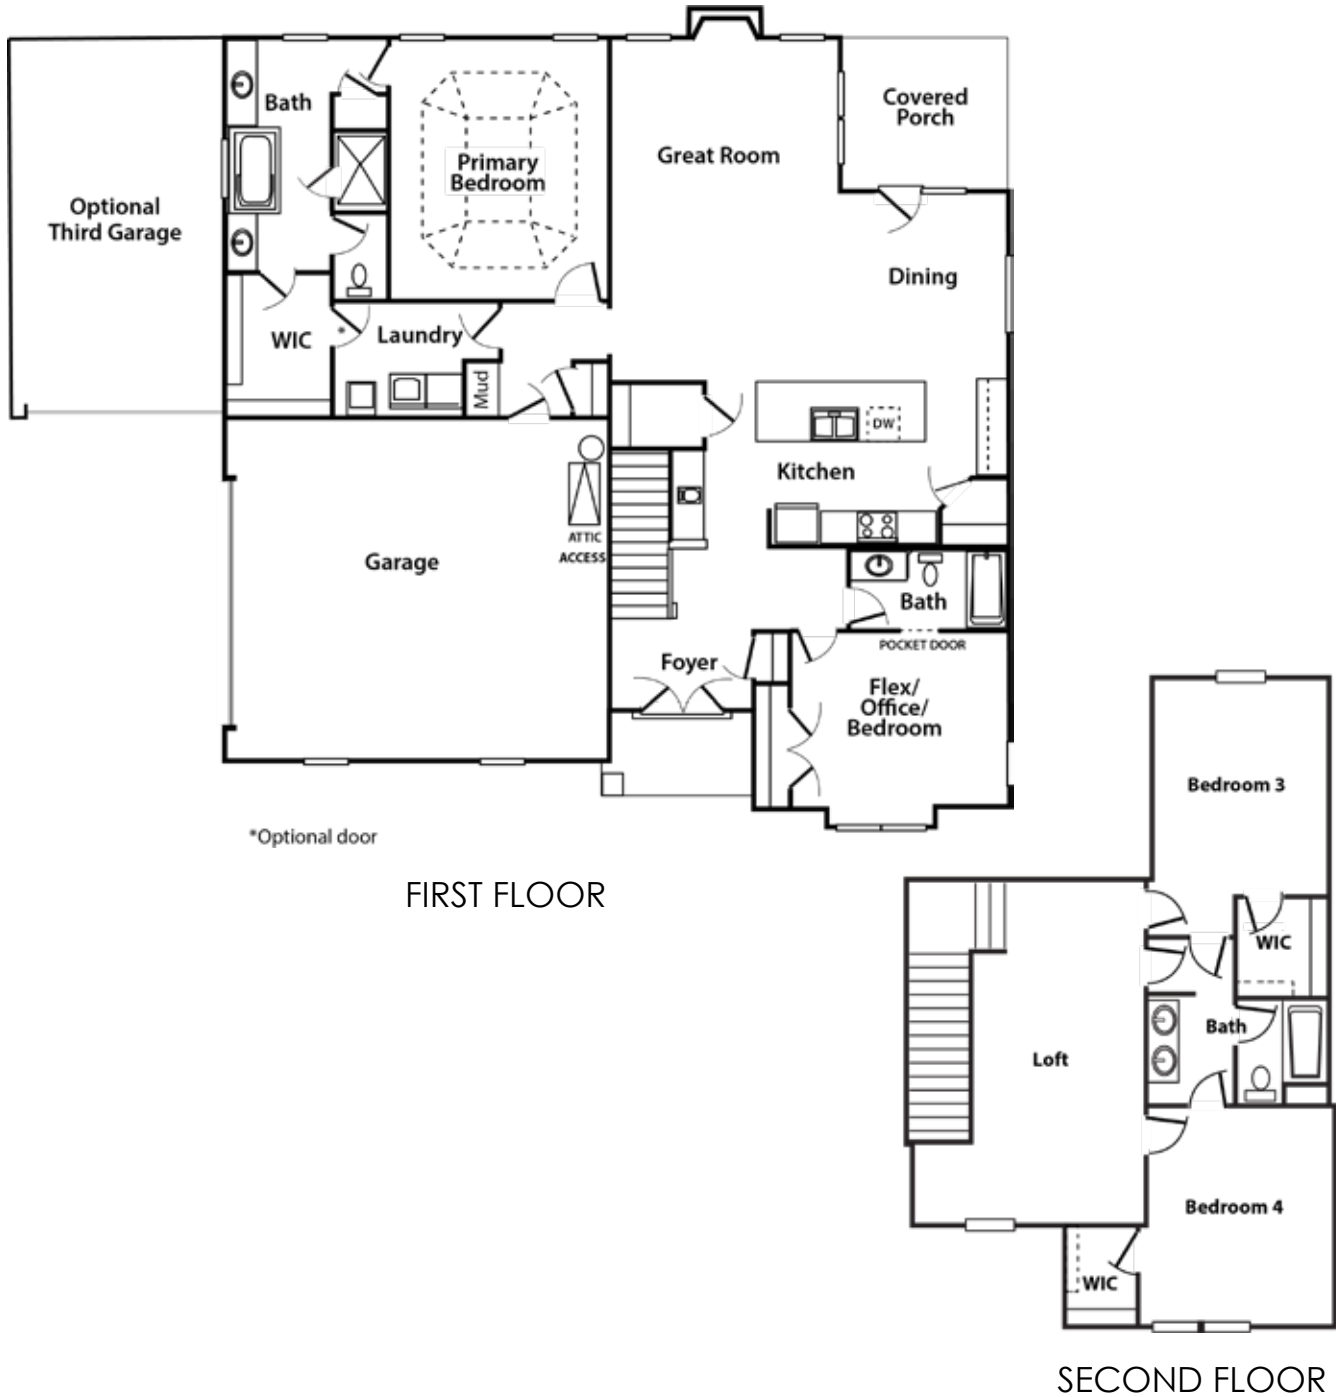 Bath
Primary
Bedroom
Great Room
Covered
Porch
Optional
Third Garage
Dining
WIC
*
Laundry
Mud
DW
Kitchen
ATTIC
ACCESS
Garage
Bath
POCKET DOOR
Foyer
Flex/
Office/
Bedroom
*Optional door
FIRST FLOOR
Bedroom 3
WIC
Bath
Loft
Bedroom 4
WIC
SECOND FLOOR